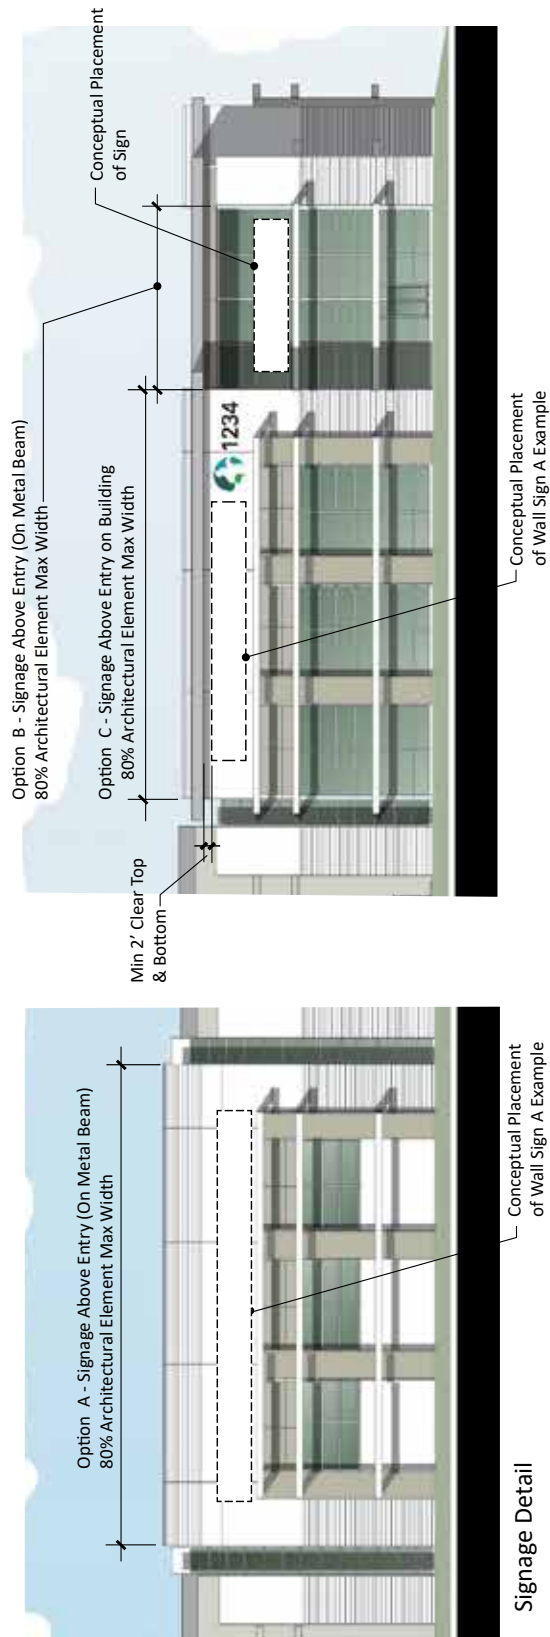 Option A - Signage Above Entry (On Metal Beam)
80% Architectural Element Max Width
Conceptual Placement
of Wall Sign A Example
Signage Detail
Option B - Signage Above Entry (On Metal Beam)
80% Architectural Element Max Width
Option C - Signage Above Entry on Building
80% Architectural Element Max Width
Min 2' Clear Top
& Bottom
Conceptual Placement
of Sign
1234
Conceptual Placement
of Wall Sign A Example